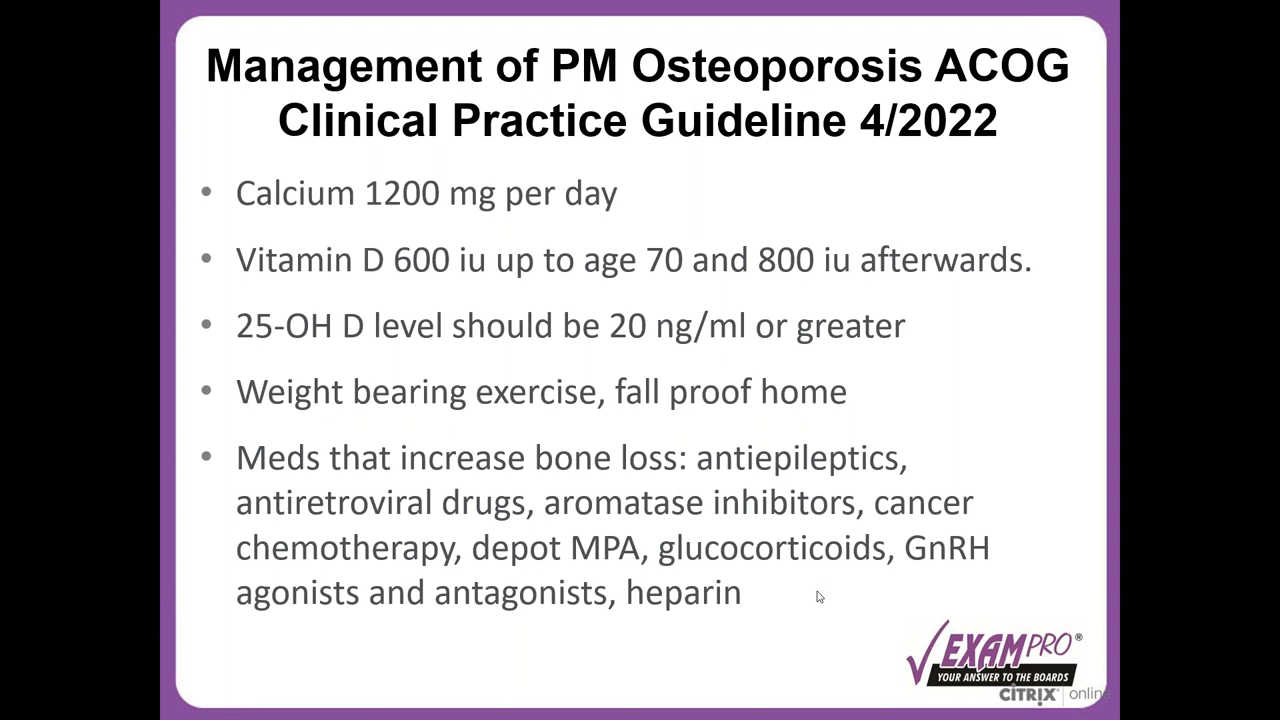 Management of PM Osteoporosis ACOG
Clinical Practice Guideline 4/2022
• Calcium 1200 mg per day
• Vitamin D 600 iu up to age 70 and 800 iu afterwards.
• 25-OH D level should be 20 ng/ml or greater
• Weight bearing exercise, fall proof home
• Meds that increase bone loss: antiepileptics,
antiretroviral drugs, aromatase inhibitors, cancer
chemotherapy, depot MPA, glucocorticoids, GnRH
agonists and antagonists, heparin
EXAMPRO®
YOUR ANSWER TO THE BOARDS
CITRIX® | online